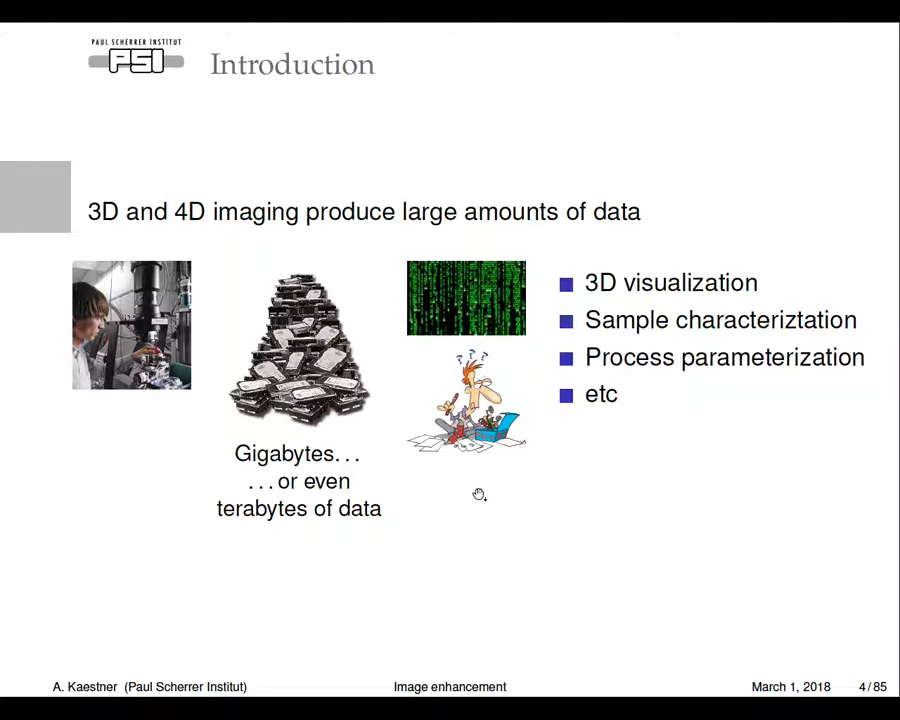 PAUL SCHERRER INSTITUT
PSI
Introduction
3D and 4D imaging produce large amounts of data
Gigabytes...
...or even
terabytes of data
? ? ?
3D visualization
Sample characteriztation
Process parameterization
etc
A. Kaestner (Paul Scherrer Institut)
Image enhancement
March 1, 2018
4/85